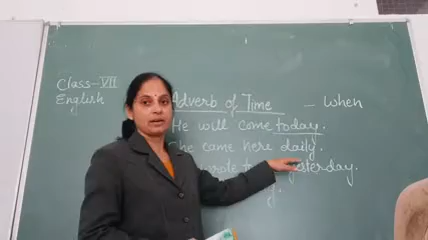 Class-VII
English
Adverb of Time - when
He will come today.
She came here daily.
yesterday.